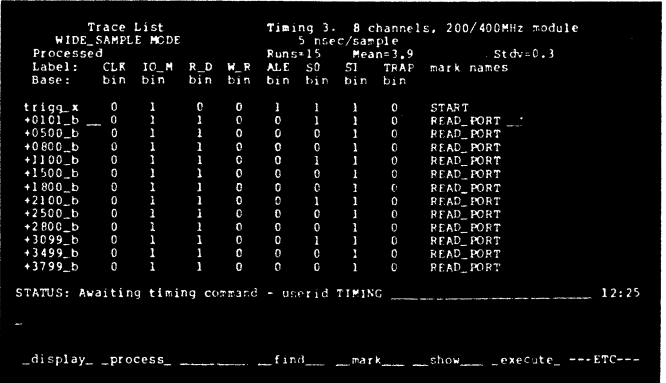 Trace List Timing 3. 8 channels, 200/400MHz module
WIDE_SAMPLE MODE 5 nsec/sample
Processed Runs=15 Mean=3.9 Stdv=0.3
Label: CLK IO_M R_D W_R ALE S0 S1 TRAP mark names
Base: bin bin bin bin bin bin bin bin
trigg_x 0 1 0 0 1 1 1 0 START
+0101_b __ 0 1 1 0 0 1 1 0 READ_PORT __
+0500_b 0 1 1 0 0 0 1 0 READ_PORT
+0800_b 0 1 1 0 0 0 1 0 READ_PORT
+1100_b 0 1 1 0 0 1 1 0 READ_PORT
+1500_b 0 1 1 0 0 0 1 0 READ_PORT
+1800_b 0 1 1 0 0 0 1 0 READ_PORT
+2100_b 0 1 1 0 0 1 1 0 READ_PORT
+2500_b 0 1 1 0 0 0 1 0 READ_PORT
+2800_b 0 1 1 0 0 0 1 0 READ_PORT
+3099_b 0 1 1 0 0 1 1 0 READ_PORT
+3499_b 0 1 1 0 0 0 1 0 READ_PORT
+3799_b 0 1 1 0 0 0 1 0 READ_PORT
STATUS: Awaiting timing command - userid TIMING ______________ 12:25
_display_ _process_ ________ __find___ __mark___ __show___ _execute_ ---ETC---